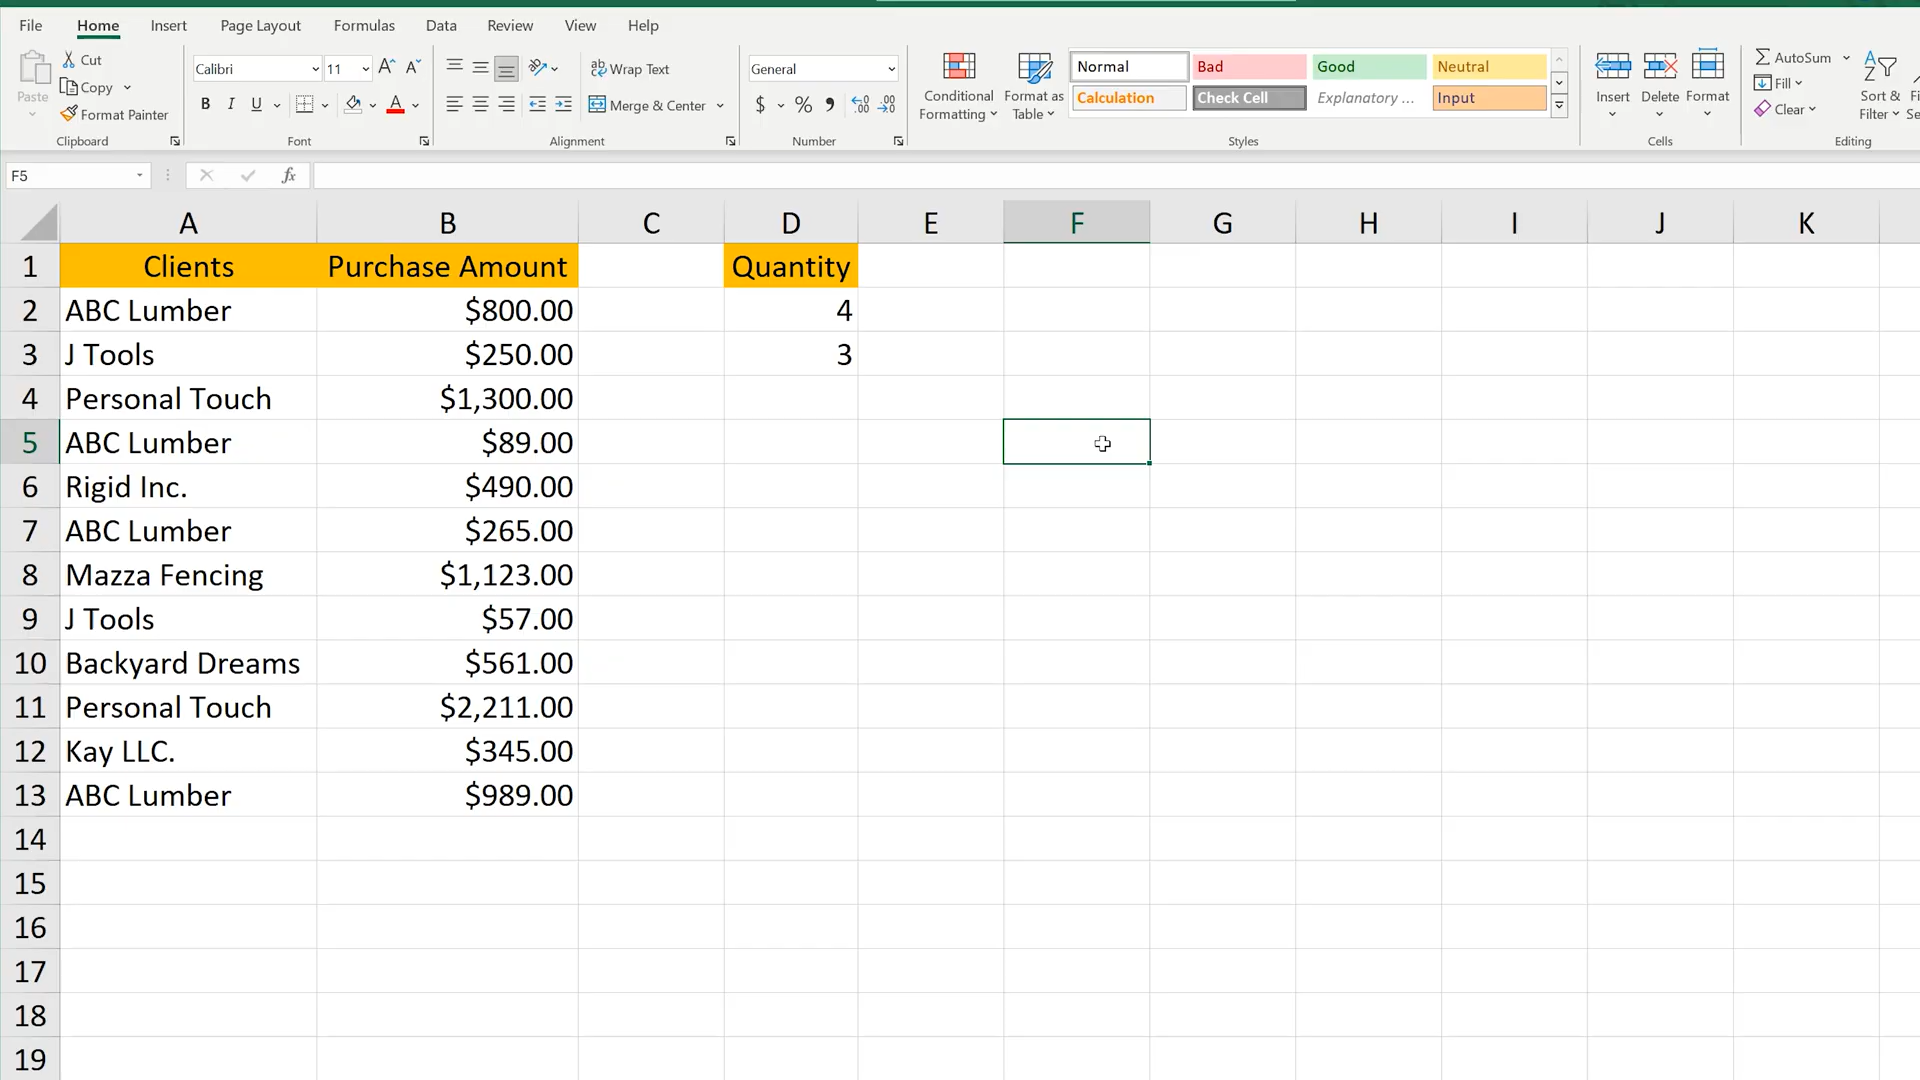 File Home Insert Page Layout Formulas Data Review View Help
Paste
Cut
Copy
Format Painter
Clipboard
Calibri 11
B I U
Font
Wrap Text
Merge & Center
Alignment
General
$ %
Number
Conditional Formatting
Format as Table
Normal Bad Good Neutral
Calculation Check Cell Explanatory ... Input
Styles
Insert Delete Format
Cells
AutoSum
Fill
Clear
Sort & Filter
Editing
F5 fx
A B C D E F G H I J K
1 Clients Purchase Amount Quantity
2 ABC Lumber $800.00 4
3 J Tools $250.00 3
4 Personal Touch $1,300.00
5 ABC Lumber $89.00
6 Rigid Inc. $490.00
7 ABC Lumber $265.00
8 Mazza Fencing $1,123.00
9 J Tools $57.00
10 Backyard Dreams $561.00
11 Personal Touch $2,211.00
12 Kay LLC. $345.00
13 ABC Lumber $989.00
14
15
16
17
18
19